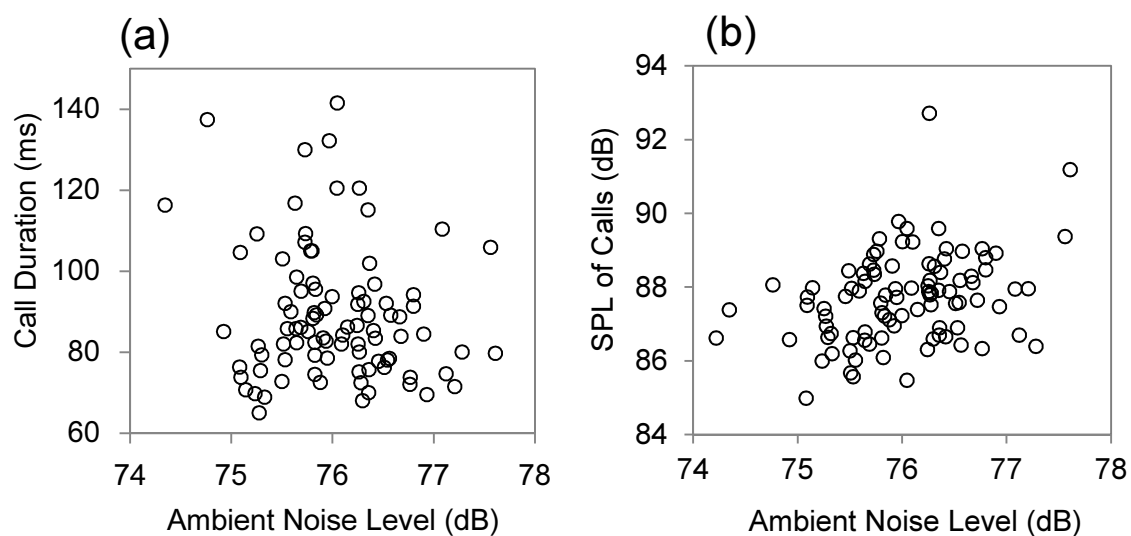 (a)
Call Duration (ms)
140
120
100
80
60
74 75 76 77 78
Ambient Noise Level (dB)
(b)
SPL of Calls (dB)
94
92
90
88
86
84
74 75 76 77 78
Ambient Noise Level (dB)